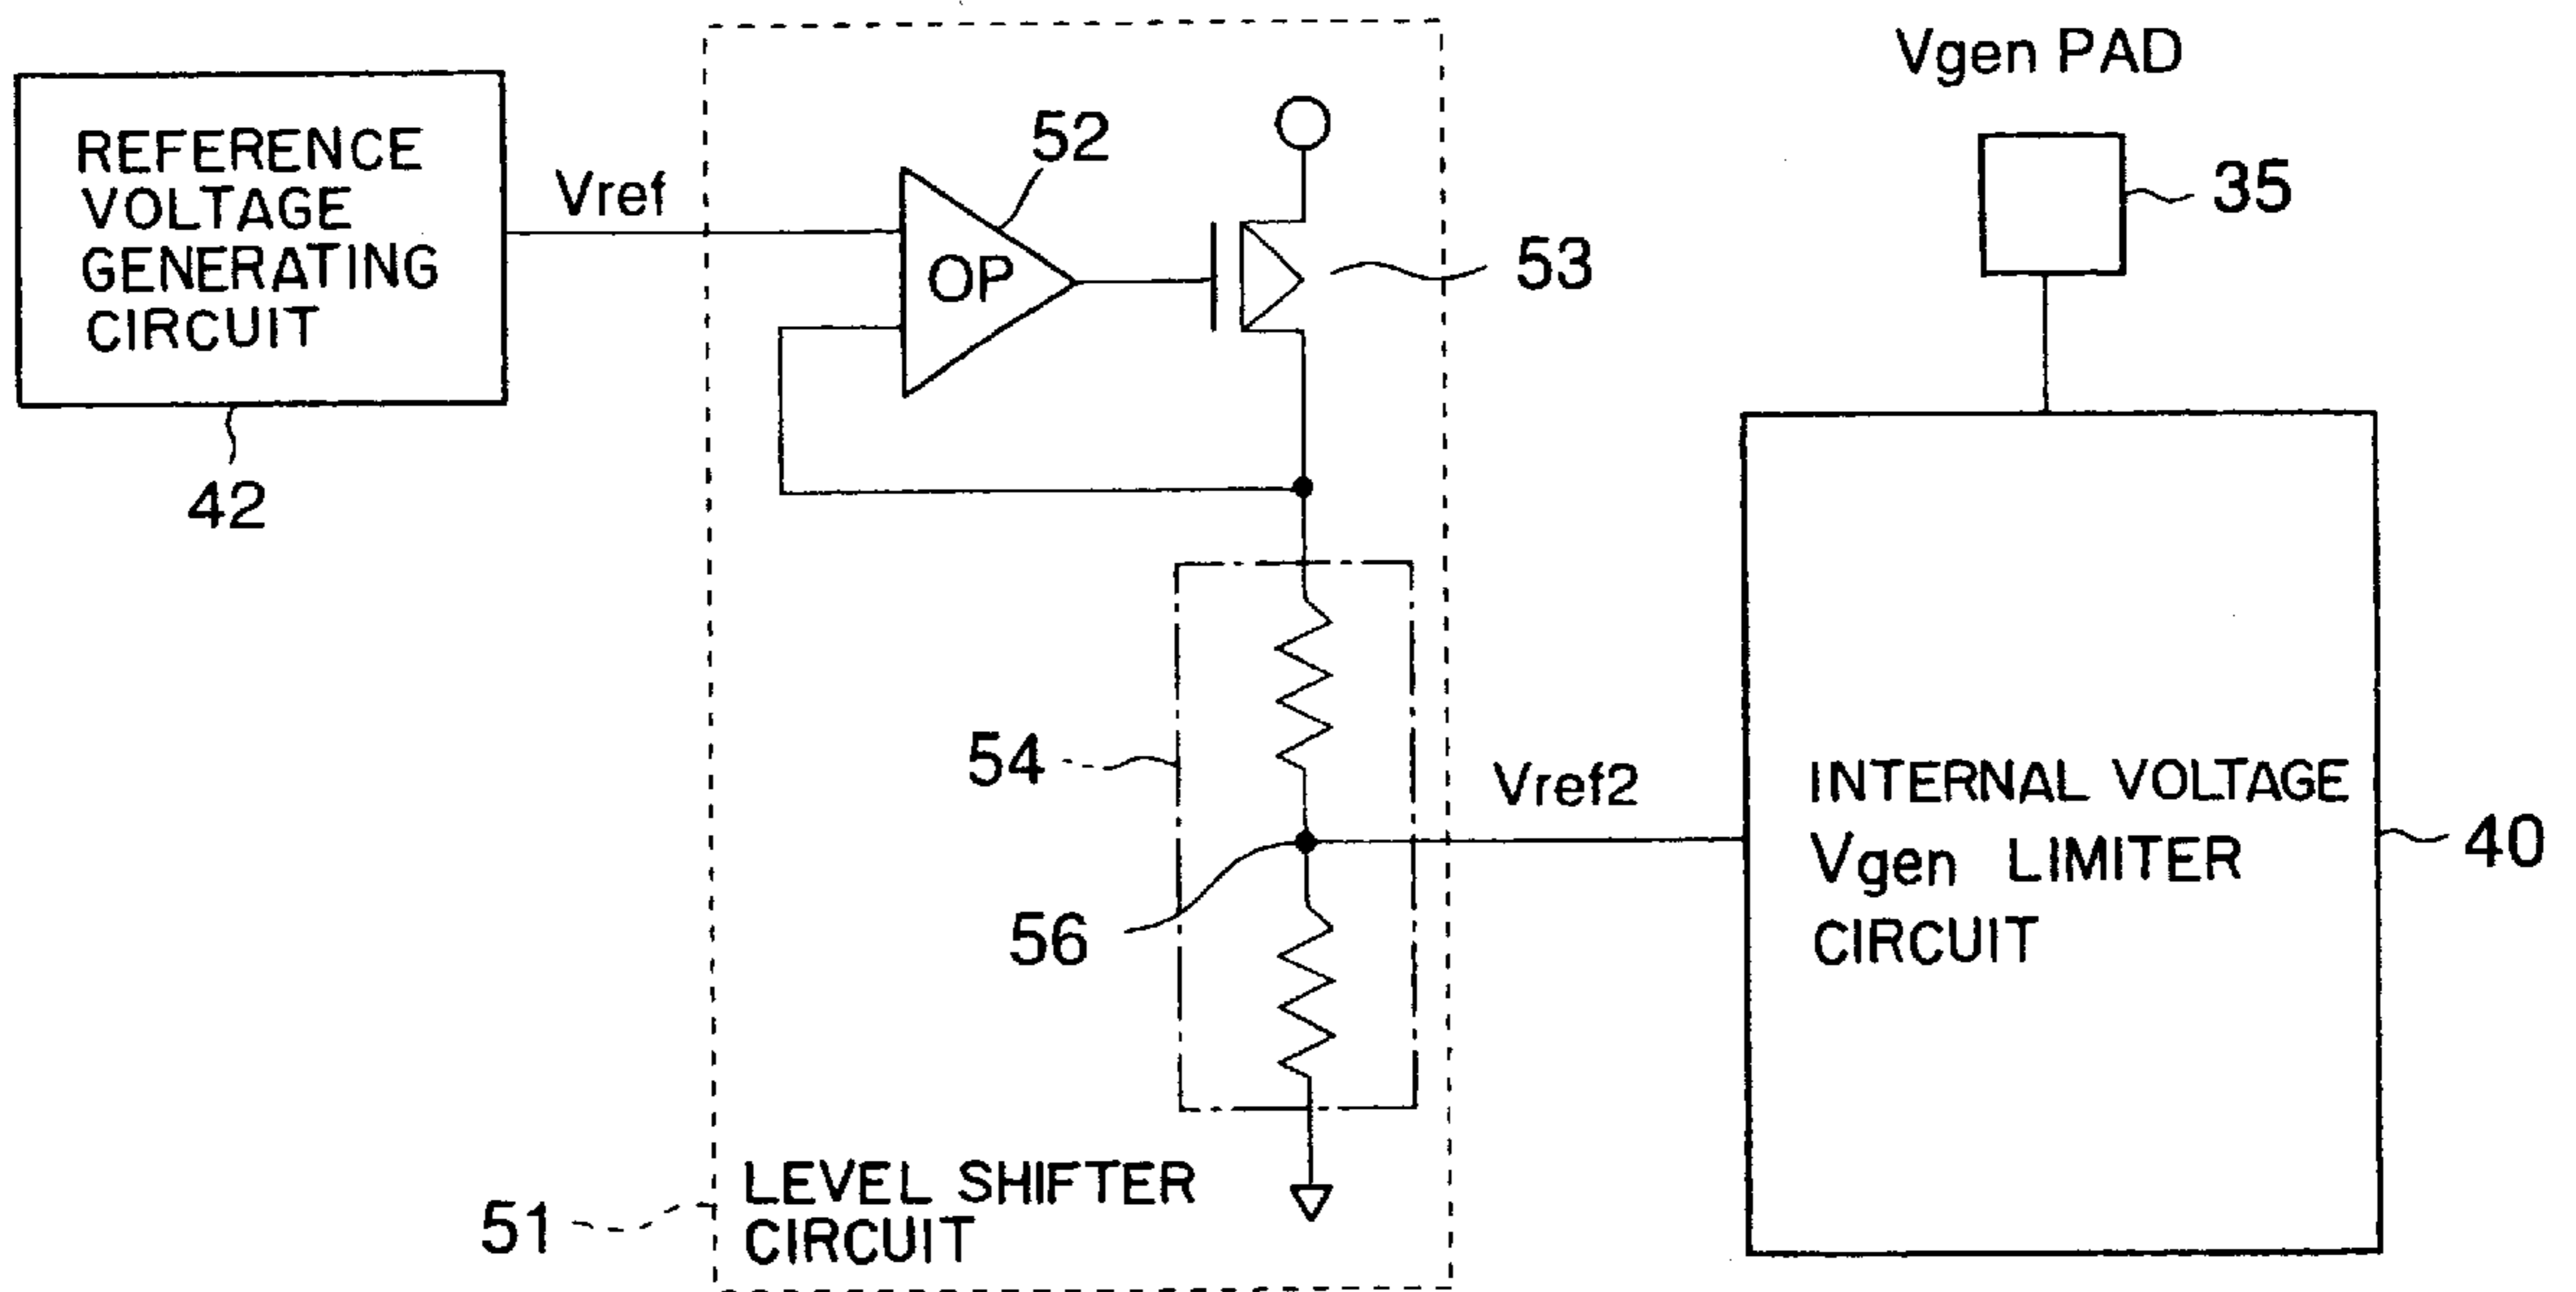 REFERENCE
VOLTAGE
GENERATING
CIRCUIT
42
Vref
52
OP
53
54
56
Vref2
51
LEVEL SHIFTER
CIRCUIT
Vgen PAD
35
INTERNAL VOLTAGE
Vgen LIMITER
CIRCUIT
40